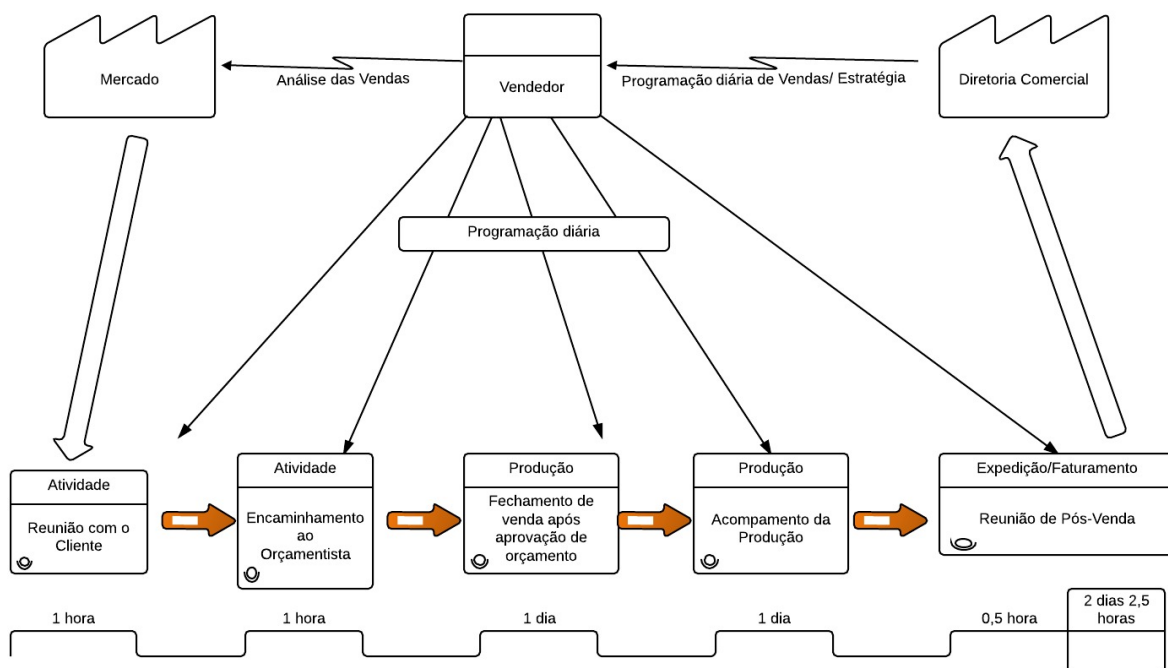 Mercado
Análise das Vendas
Vendedor
Programação diária de Vendas/ Estratégia
Diretoria Comercial
Programação diária
Atividade
Reunião com o
Cliente
Atividade
Encaminhamento
ao
Orçamentista
Produção
Fechamento de
venda após
aprovação de
orçamento
Produção
Acompamento da
Produção
Expedição/Faturamento
Reunião de Pós-Venda
1 hora
1 hora
1 dia
1 dia
0,5 hora
2 dias 2,5
horas